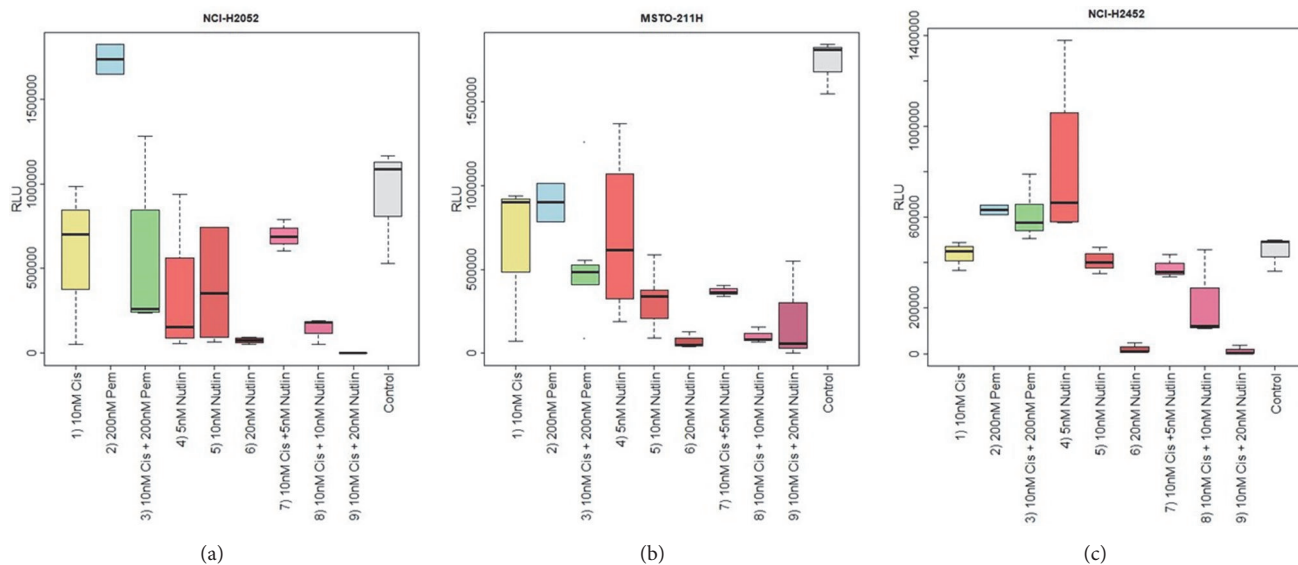 NCI-H2052
RLU
1500000
1000000
500000
0
1) 10nM Cis
2) 200nM Pem
3) 10nM Cis + 200nM Pem
4) 5nM Nutlin
5) 10nM Nutlin
6) 20nM Nutlin
7) 10nM Cis +5nM Nutlin
8) 10nM Cis + 10nM Nutlin
9) 10nM Cis + 20nM Nutlin
Control
(a)
MSTO-211H
RLU
1500000
1000000
500000
0
1) 10nM Cis
2) 200nM Pem
3) 10nM Cis + 200nM Pem
4) 5nM Nutlin
5) 10nM Nutlin
6) 20nM Nutlin
7) 10nM Cis +5nM Nutlin
8) 10nM Cis + 10nM Nutlin
9) 10nM Cis + 20nM Nutlin
Control
(b)
NCI-H2452
RLU
1400000
1000000
600000
200000
0
1) 10nM Cis
2) 200nM Pem
3) 10nM Cis + 200nM Pem
4) 5nM Nutlin
5) 10nM Nutlin
6) 20nM Nutlin
7) 10nM Cis +5nM Nutlin
8) 10nM Cis + 10nM Nutlin
9) 10nM Cis + 20nM Nutlin
Control
(c)